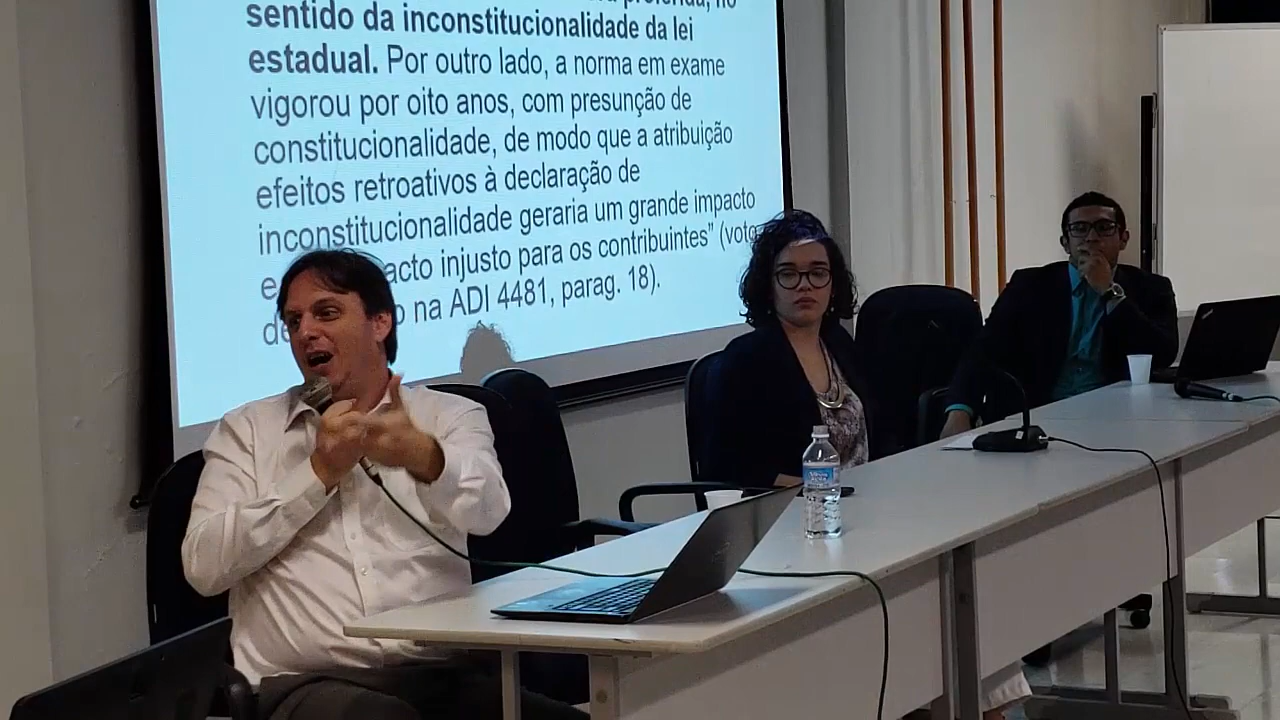 sentido da inconstitucionalidade da lei
estadual. Por outro lado, a norma em exame
vigorou por oito anos, com presunção de
constitucionalidade, de modo que a atribuição
efeitos retroativos à declaração de
inconstitucionalidade geraria um grande impacto
e acto injusto para os contribuintes” (voto
do o na ADI 4481, parag. 18).